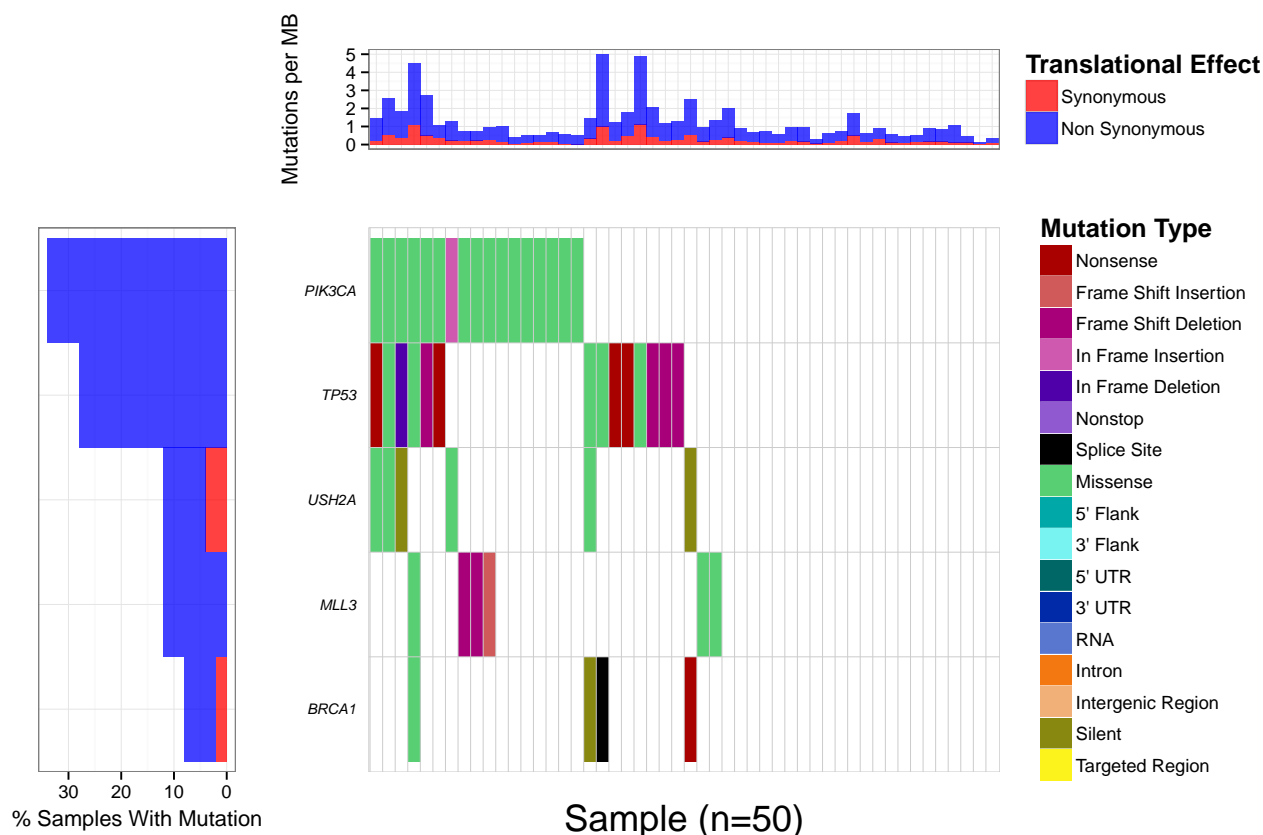 Mutations per MB
5
4
3
2
1
0
Translational Effect
Synonymous
Non Synonymous
PIK3CA
TP53
USH2A
MLL3
BRCA1
30 20 10 0
% Samples With Mutation
Sample (n=50)
Mutation Type
Nonsense
Frame Shift Insertion
Frame Shift Deletion
In Frame Insertion
In Frame Deletion
Nonstop
Splice Site
Missense
5' Flank
3' Flank
5' UTR
3' UTR
RNA
Intron
Intergenic Region
Silent
Targeted Region